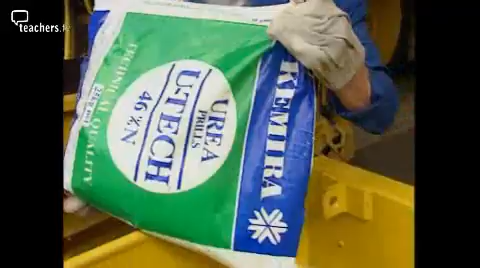 teachers.tv
KEMIRA
UREA
PRILLS
U-TECH
46%N
TECHNICAL QUALITY